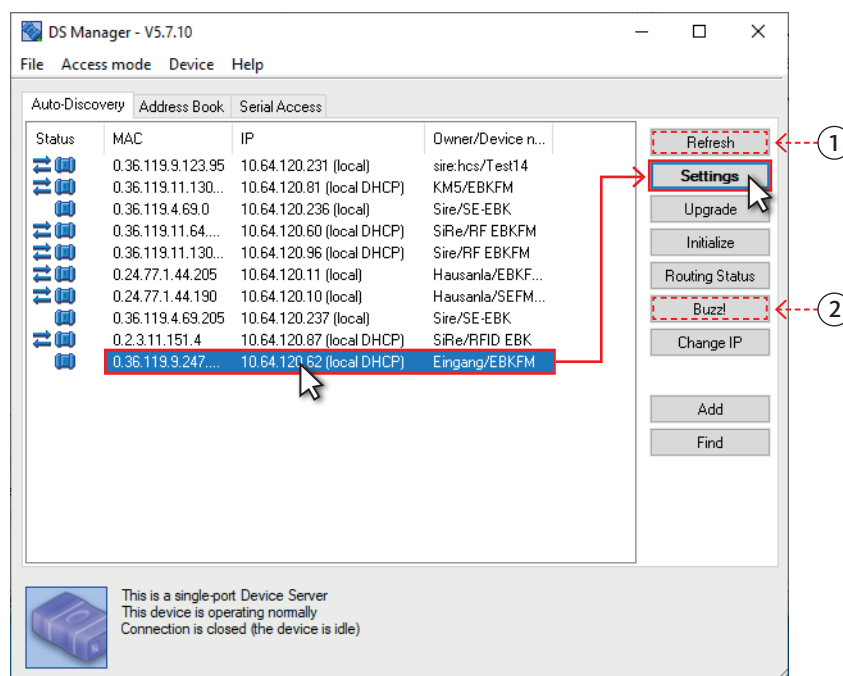 DS Manager - V5.7.10
File Access mode Device Help
Auto-Discovery Address Book Serial Access
Status MAC IP Owner/Device n...
0.36.119.9.123.95 10.64.120.231 (local) sire:hcs/Test14
0.36.119.11.130... 10.64.120.81 (local DHCP) KM5/EBKFM
0.36.119.4.69.0 10.64.120.236 (local) Sire/SE-EBK
0.36.119.11.64.... 10.64.120.60 (local DHCP) SiRe/RF EBKFM
0.36.119.11.130... 10.64.120.96 (local DHCP) Sire/RF EBKFM
0.24.77.1.44.205 10.64.120.11 (local) Hausanla/EBKF...
0.24.77.1.44.190 10.64.120.10 (local) Hausanla/SEFM...
0.36.119.4.69.205 10.64.120.237 (local) Sire/SE-EBK
0.2.3.11.151.4 10.64.120.87 (local DHCP) SiRe/RFID EBK
0.36.119.9.247.... 10.64.120.62 (local DHCP) Eingang/EBKFM
Refresh 1
Settings
Upgrade
Initialize
Routing Status
Buzz! 2
Change IP
Add
Find
This is a single-port Device Server
This device is operating normally
Connection is closed (the device is idle)